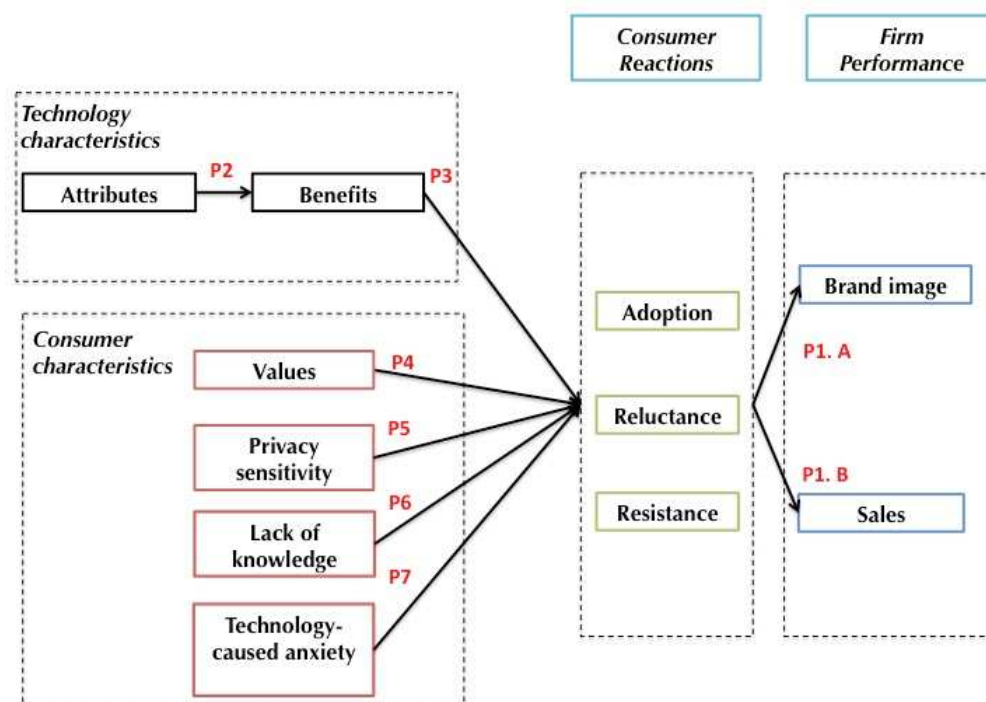 Consumer
Reactions
Firm
Performance
Technology
characteristics
Attributes
P2
Benefits
P3
Consumer
characteristics
Values
P4
Privacy
sensitivity
P5
Lack of
knowledge
P6
Technology-
caused anxiety
P7
Adoption
Reluctance
Resistance
Brand image
P1. A
P1. B
Sales